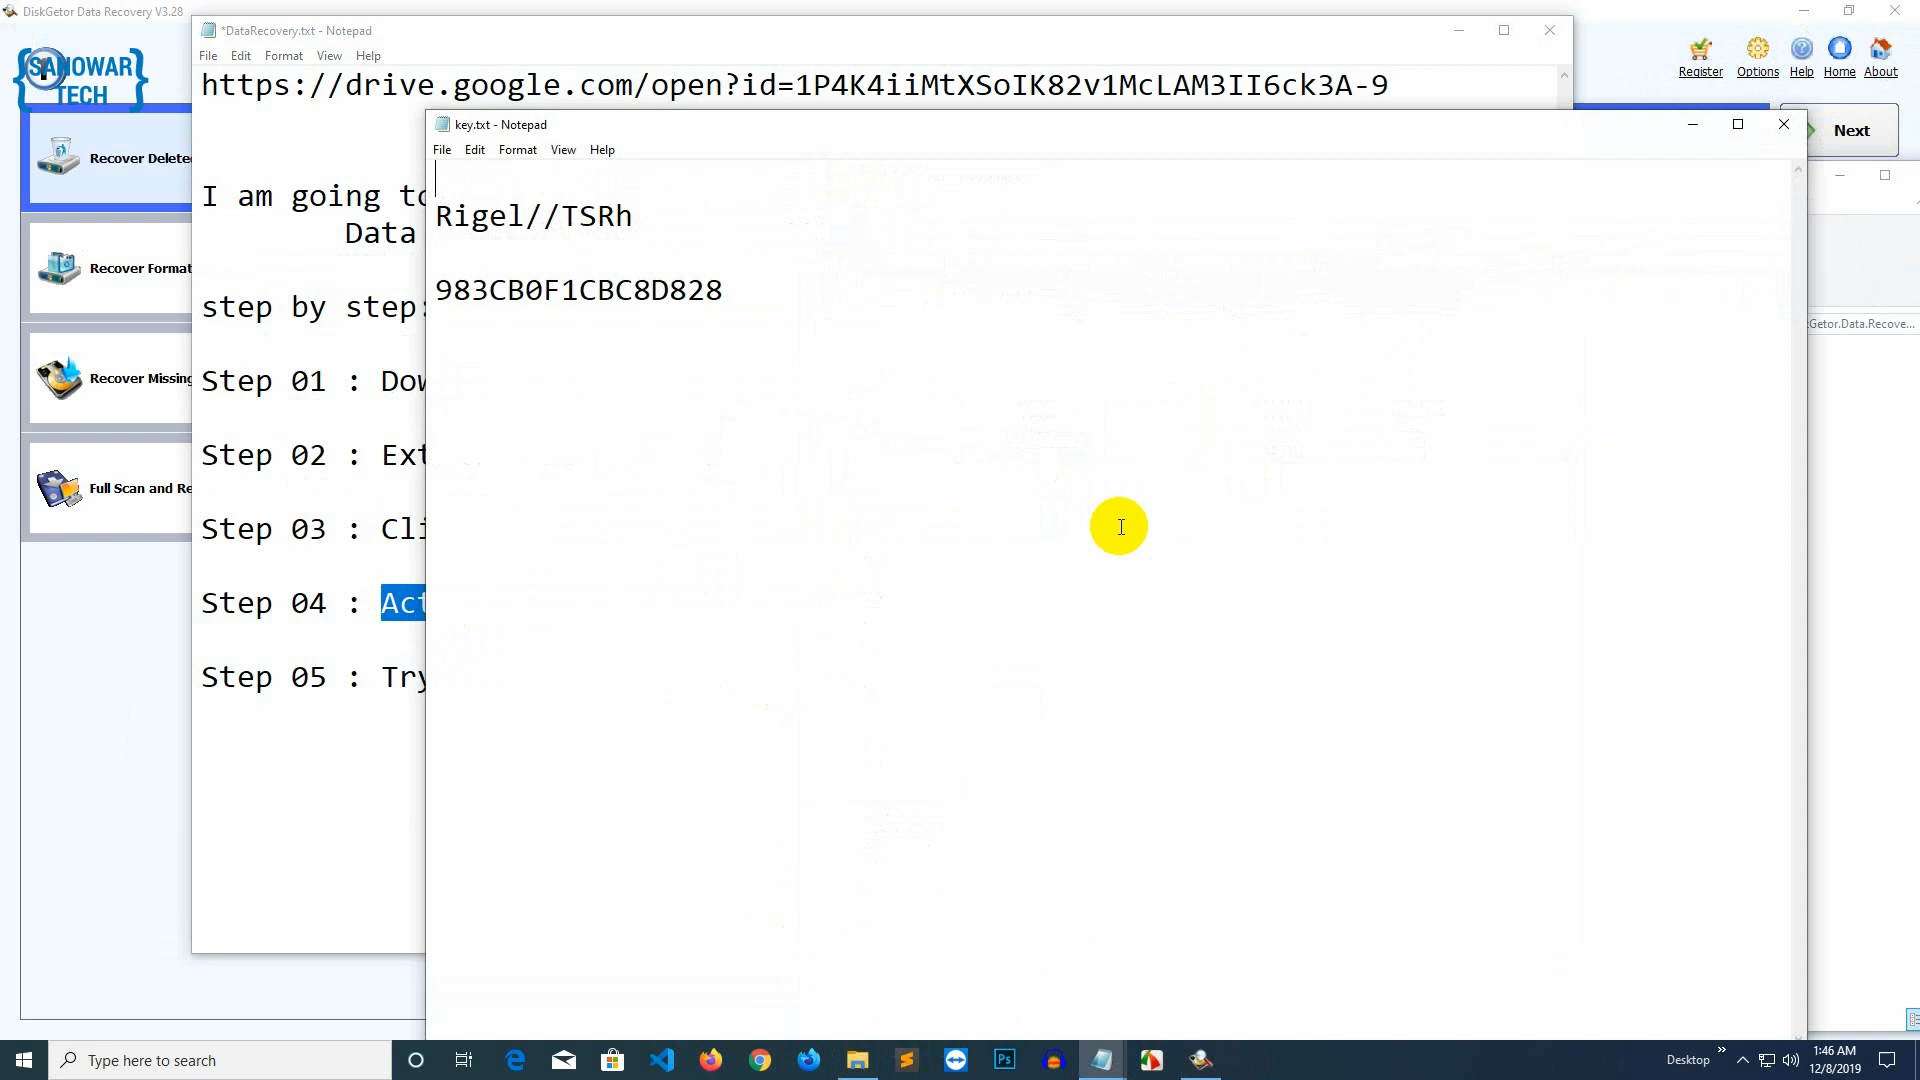 DiskGetor Data Recovery V3.28
SANOWAR
TECH
*DataRecovery.txt - Notepad
File Edit Format View Help
https://drive.google.com/open?id=1P4K4iiMtXSoIK82v1McLAM3II6ck3A-9
Register Options Help Home About
Next
key.txt - Notepad
File Edit Format View Help
Rigel//TSRh
983CB0F1CBC8D828
Recover Delete
Recover Format
Recover Missing
Full Scan and Re
I am going to
Data
step by step:
Step 01 : Dow
Step 02 : Ext
Step 03 : Cli
Step 04 : Act
Step 05 : Try
Getor.Data.Recove...
Type here to search
Desktop
1:46 AM
12/8/2019